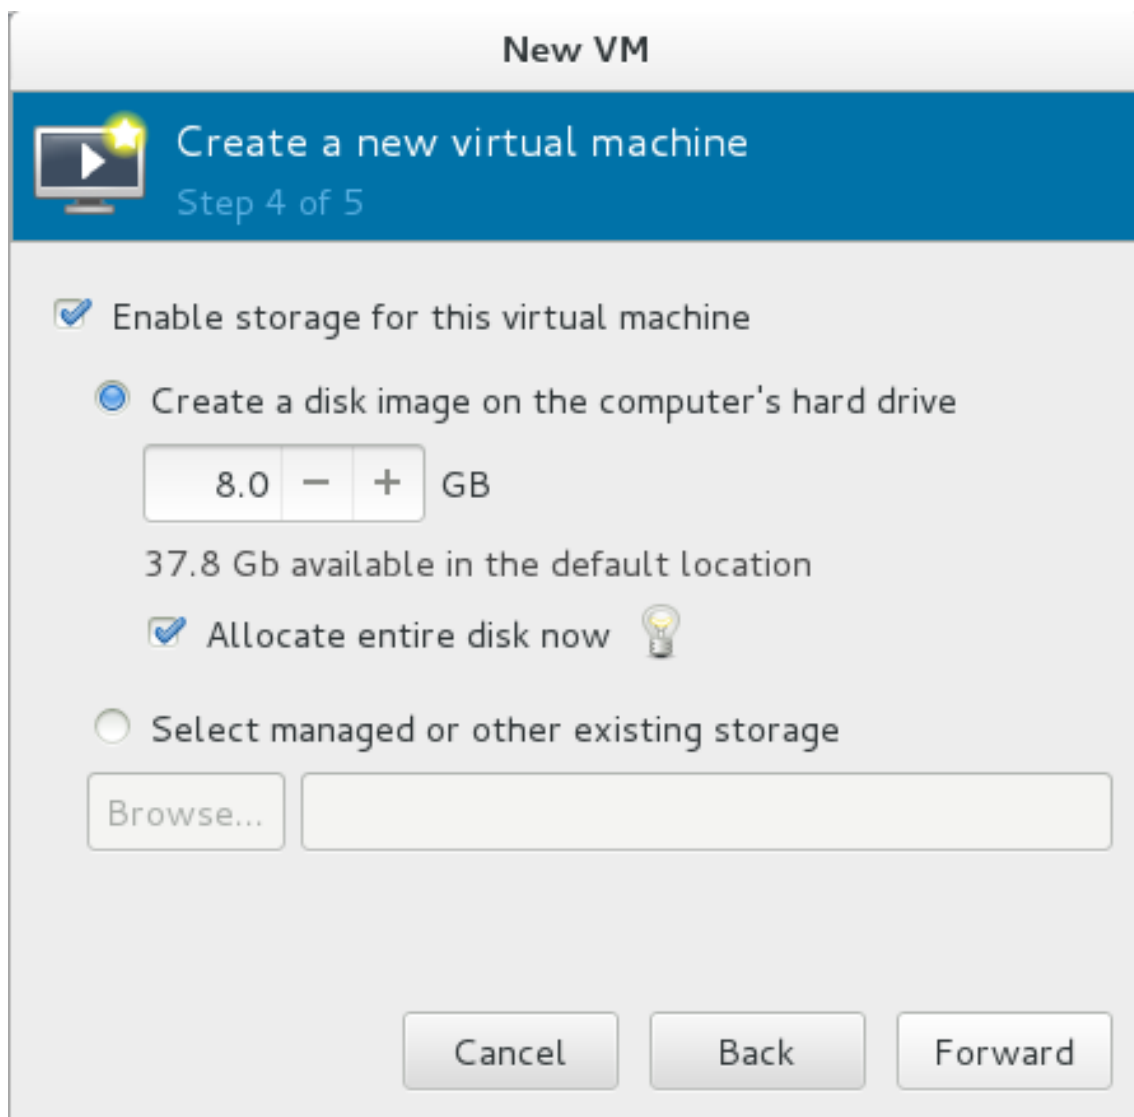 New VM
Create a new virtual machine
Step 4 of 5
Enable storage for this virtual machine
Create a disk image on the computer's hard drive
8.0 − + GB
37.8 Gb available in the default location
Allocate entire disk now
Select managed or other existing storage
Browse...
Cancel Back Forward